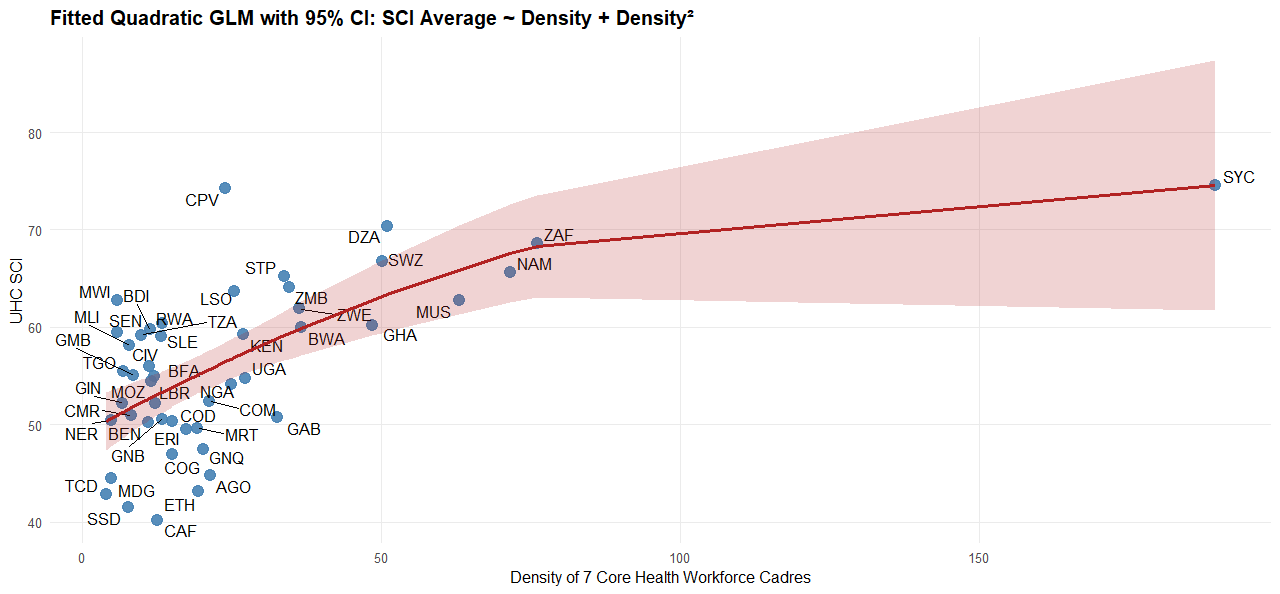 Fitted Quadratic GLM with 95% CI: SCI Average ~ Density + Density²
UHC SCI
80
70
60
50
40
SYC
CPV
DZA
ZAF
SWZ
NAM
STP
LSO
ZMB
ZWE
MUS
GHA
BWA
MWI
BDI
MLI
SEN
RWA
TZA
GMB
SLE
KEN
CIV
TGO
BFA
UGA
GIN
MOZ
LBR
NGA
CMR
COD
COM
NER
BEN
ERI
MRT
GAB
GNB
COG
GNQ
TCD
MDG
AGO
ETH
SSD
CAF
0
50
100
150
Density of 7 Core Health Workforce Cadres